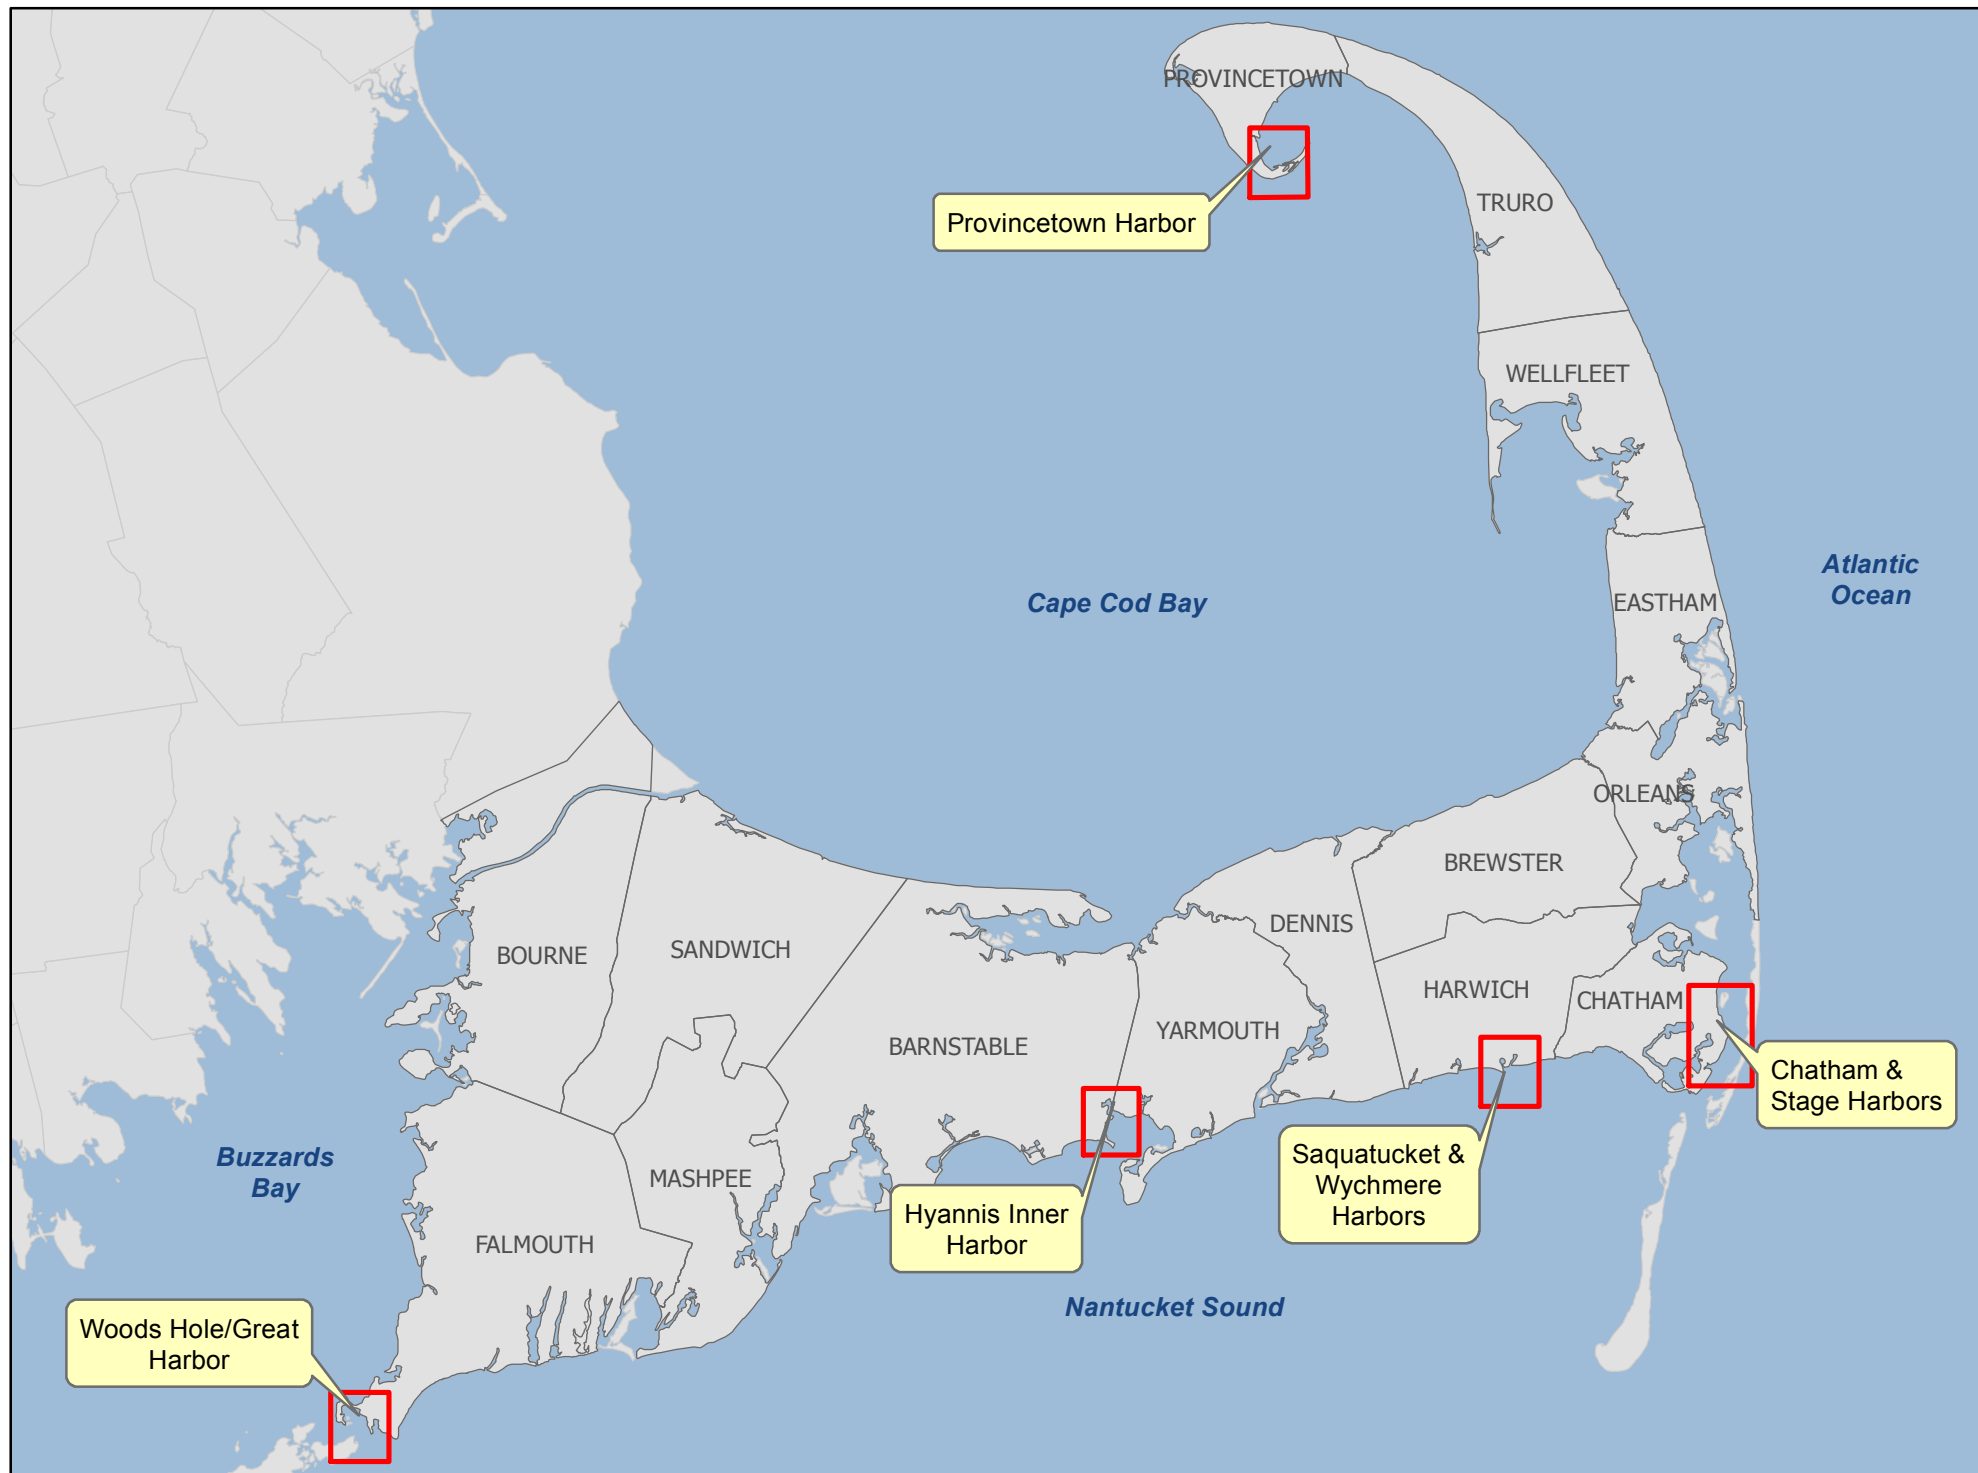 PROVINCETOWN
Provincetown Harbor
TRURO
WELLFLEET
Atlantic
Ocean
Cape Cod Bay
EASTHAM
ORLEANS
BREWSTER
DENNIS
SANDWICH
BOURNE
HARWICH
CHATHAM
YARMOUTH
BARNSTABLE
Chatham &
Stage Harbors
Buzzards
Bay
MASHPEE
Saquatucket &
Wychmere
Harbors
Hyannis Inner
Harbor
FALMOUTH
Nantucket Sound
Woods Hole/Great
Harbor